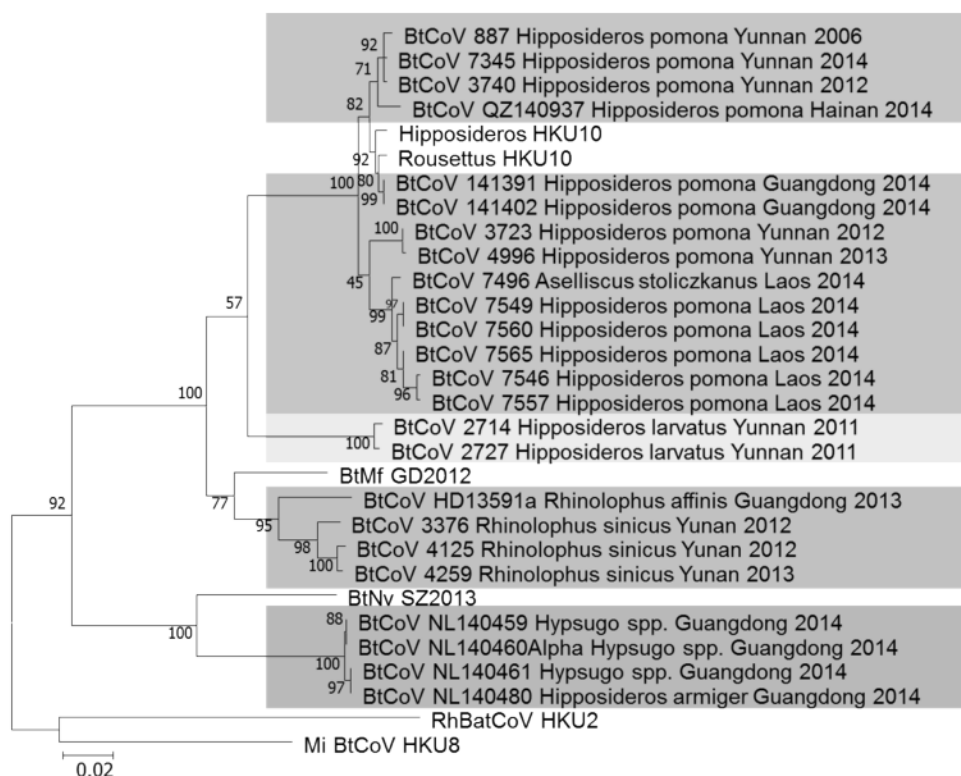 92
BtCoV 887 Hipposideros pomona Yunnan 2006
71
BtCoV 7345 Hipposideros pomona Yunnan 2014
BtCoV 3740 Hipposideros pomona Yunnan 2012
82
BtCoV QZ140937 Hipposideros pomona Hainan 2014
Hipposideros HKU10
92
Rousettus HKU10
100
80
BtCoV 141391 Hipposideros pomona Guangdong 2014
99
BtCoV 141402 Hipposideros pomona Guangdong 2014
100
BtCoV 3723 Hipposideros pomona Yunnan 2012
BtCoV 4996 Hipposideros pomona Yunnan 2013
45
BtCoV 7496 Aselliscus stoliczkanus Laos 2014
57
99
97
BtCoV 7549 Hipposideros pomona Laos 2014
BtCoV 7560 Hipposideros pomona Laos 2014
87
BtCoV 7565 Hipposideros pomona Laos 2014
81
BtCoV 7546 Hipposideros pomona Laos 2014
96
BtCoV 7557 Hipposideros pomona Laos 2014
100
BtCoV 2714 Hipposideros larvatus Yunnan 2011
100
BtCoV 2727 Hipposideros larvatus Yunnan 2011
BtMf GD2012
92
77
BtCoV HD13591a Rhinolophus affinis Guangdong 2013
95
BtCoV 3376 Rhinolophus sinicus Yunan 2012
98
BtCoV 4125 Rhinolophus sinicus Yunan 2012
100
BtCoV 4259 Rhinolophus sinicus Yunan 2013
BtNv SZ2013
88
BtCoV NL140459 Hypsugo spp. Guangdong 2014
100
BtCoV NL140460Alpha Hypsugo spp. Guangdong 2014
100
BtCoV NL140461 Hypsugo spp. Guangdong 2014
97
BtCoV NL140480 Hipposideros armiger Guangdong 2014
RhBatCoV HKU2
Mi BtCoV HKU8
0.02